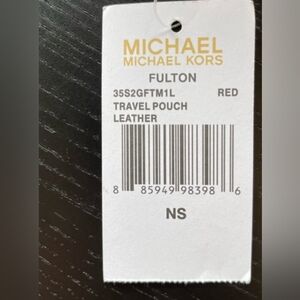 MICHAEL
MICHAEL KORS
FULTON
35S2GFTM1L RED
TRAVEL POUCH
LEATHER
8 85949 98398 6
NS